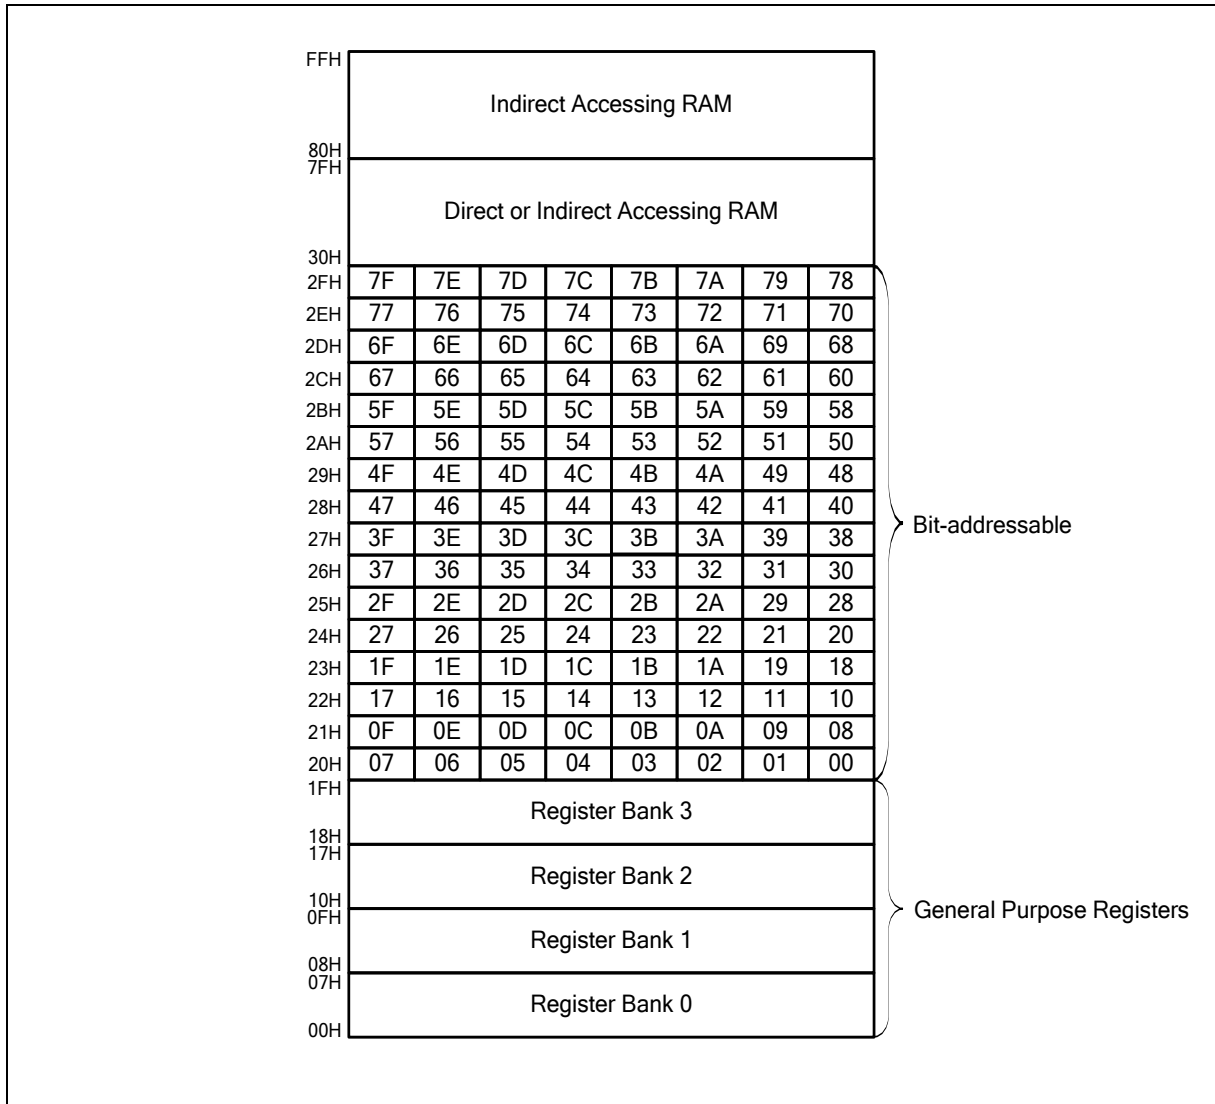 FFH
Indirect Accessing RAM
80H
7FH
Direct or Indirect Accessing RAM
30H
2FH 7F 7E 7D 7C 7B 7A 79 78
2EH 77 76 75 74 73 72 71 70
2DH 6F 6E 6D 6C 6B 6A 69 68
2CH 67 66 65 64 63 62 61 60
2BH 5F 5E 5D 5C 5B 5A 59 58
2AH 57 56 55 54 53 52 51 50
29H 4F 4E 4D 4C 4B 4A 49 48
28H 47 46 45 44 43 42 41 40
Bit-addressable
27H 3F 3E 3D 3C 3B 3A 39 38
26H 37 36 35 34 33 32 31 30
25H 2F 2E 2D 2C 2B 2A 29 28
24H 27 26 25 24 23 22 21 20
23H 1F 1E 1D 1C 1B 1A 19 18
22H 17 16 15 14 13 12 11 10
21H 0F 0E 0D 0C 0B 0A 09 08
20H 07 06 05 04 03 02 01 00
1FH
Register Bank 3
18H
17H
Register Bank 2
10H
0FH
General Purpose Registers
Register Bank 1
08H
07H
Register Bank 0
00H